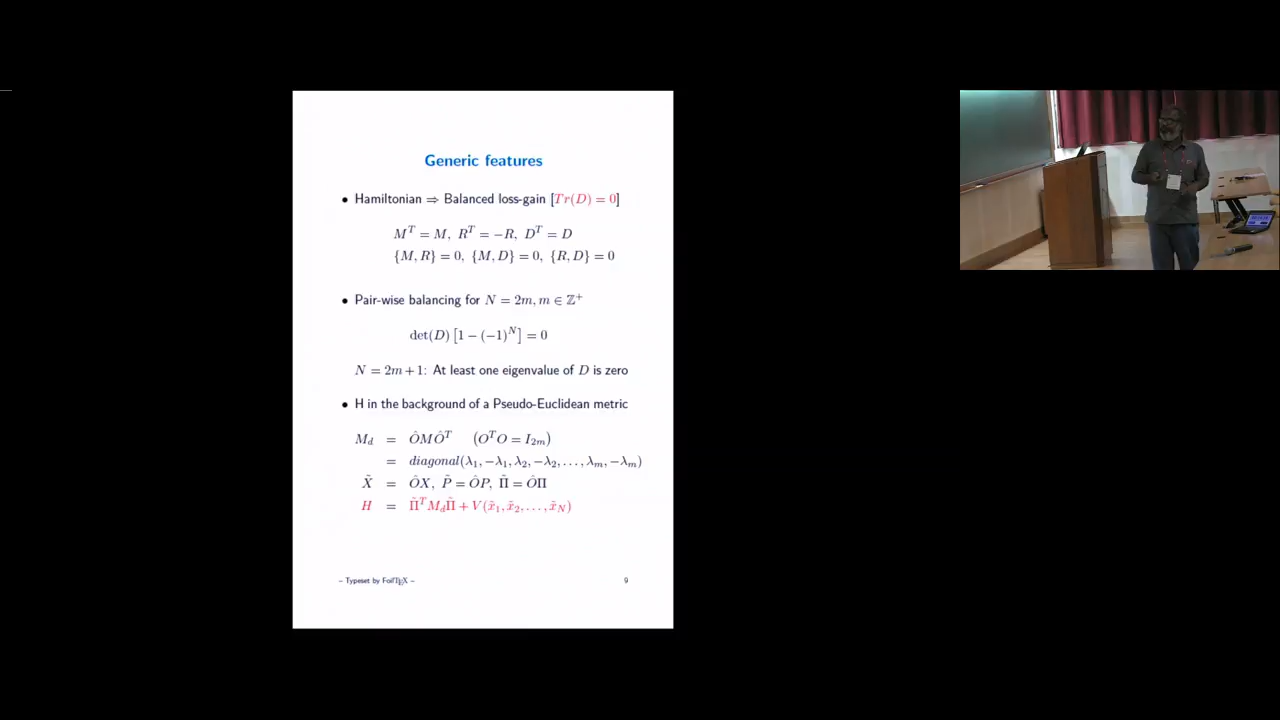 Generic features
• Hamiltonian ⇒ Balanced loss-gain [Tr(D) = 0]
M^T = M, R^T = −R, D^T = D
{M, R} = 0, {M, D} = 0, {R, D} = 0
• Pair-wise balancing for N = 2m, m ∈ ℤ^+
det(D) [1 − (−1)^N] = 0
N = 2m + 1: At least one eigenvalue of D is zero
• H in the background of a Pseudo-Euclidean metric
M_d = ÔMÔ^T (O^T O = I_{2m})
= diagonal(λ_1, −λ_1, λ_2, −λ_2, . . . , λ_m, −λ_m)
X̃ = ÔX, P̃ = ÔP, Π̃ = ÔΠ
H = Π̃^T M_d Π̃ + V(x̃_1, x̃_2, . . . , x̃_N)
– Typeset by FoilTEX – 9